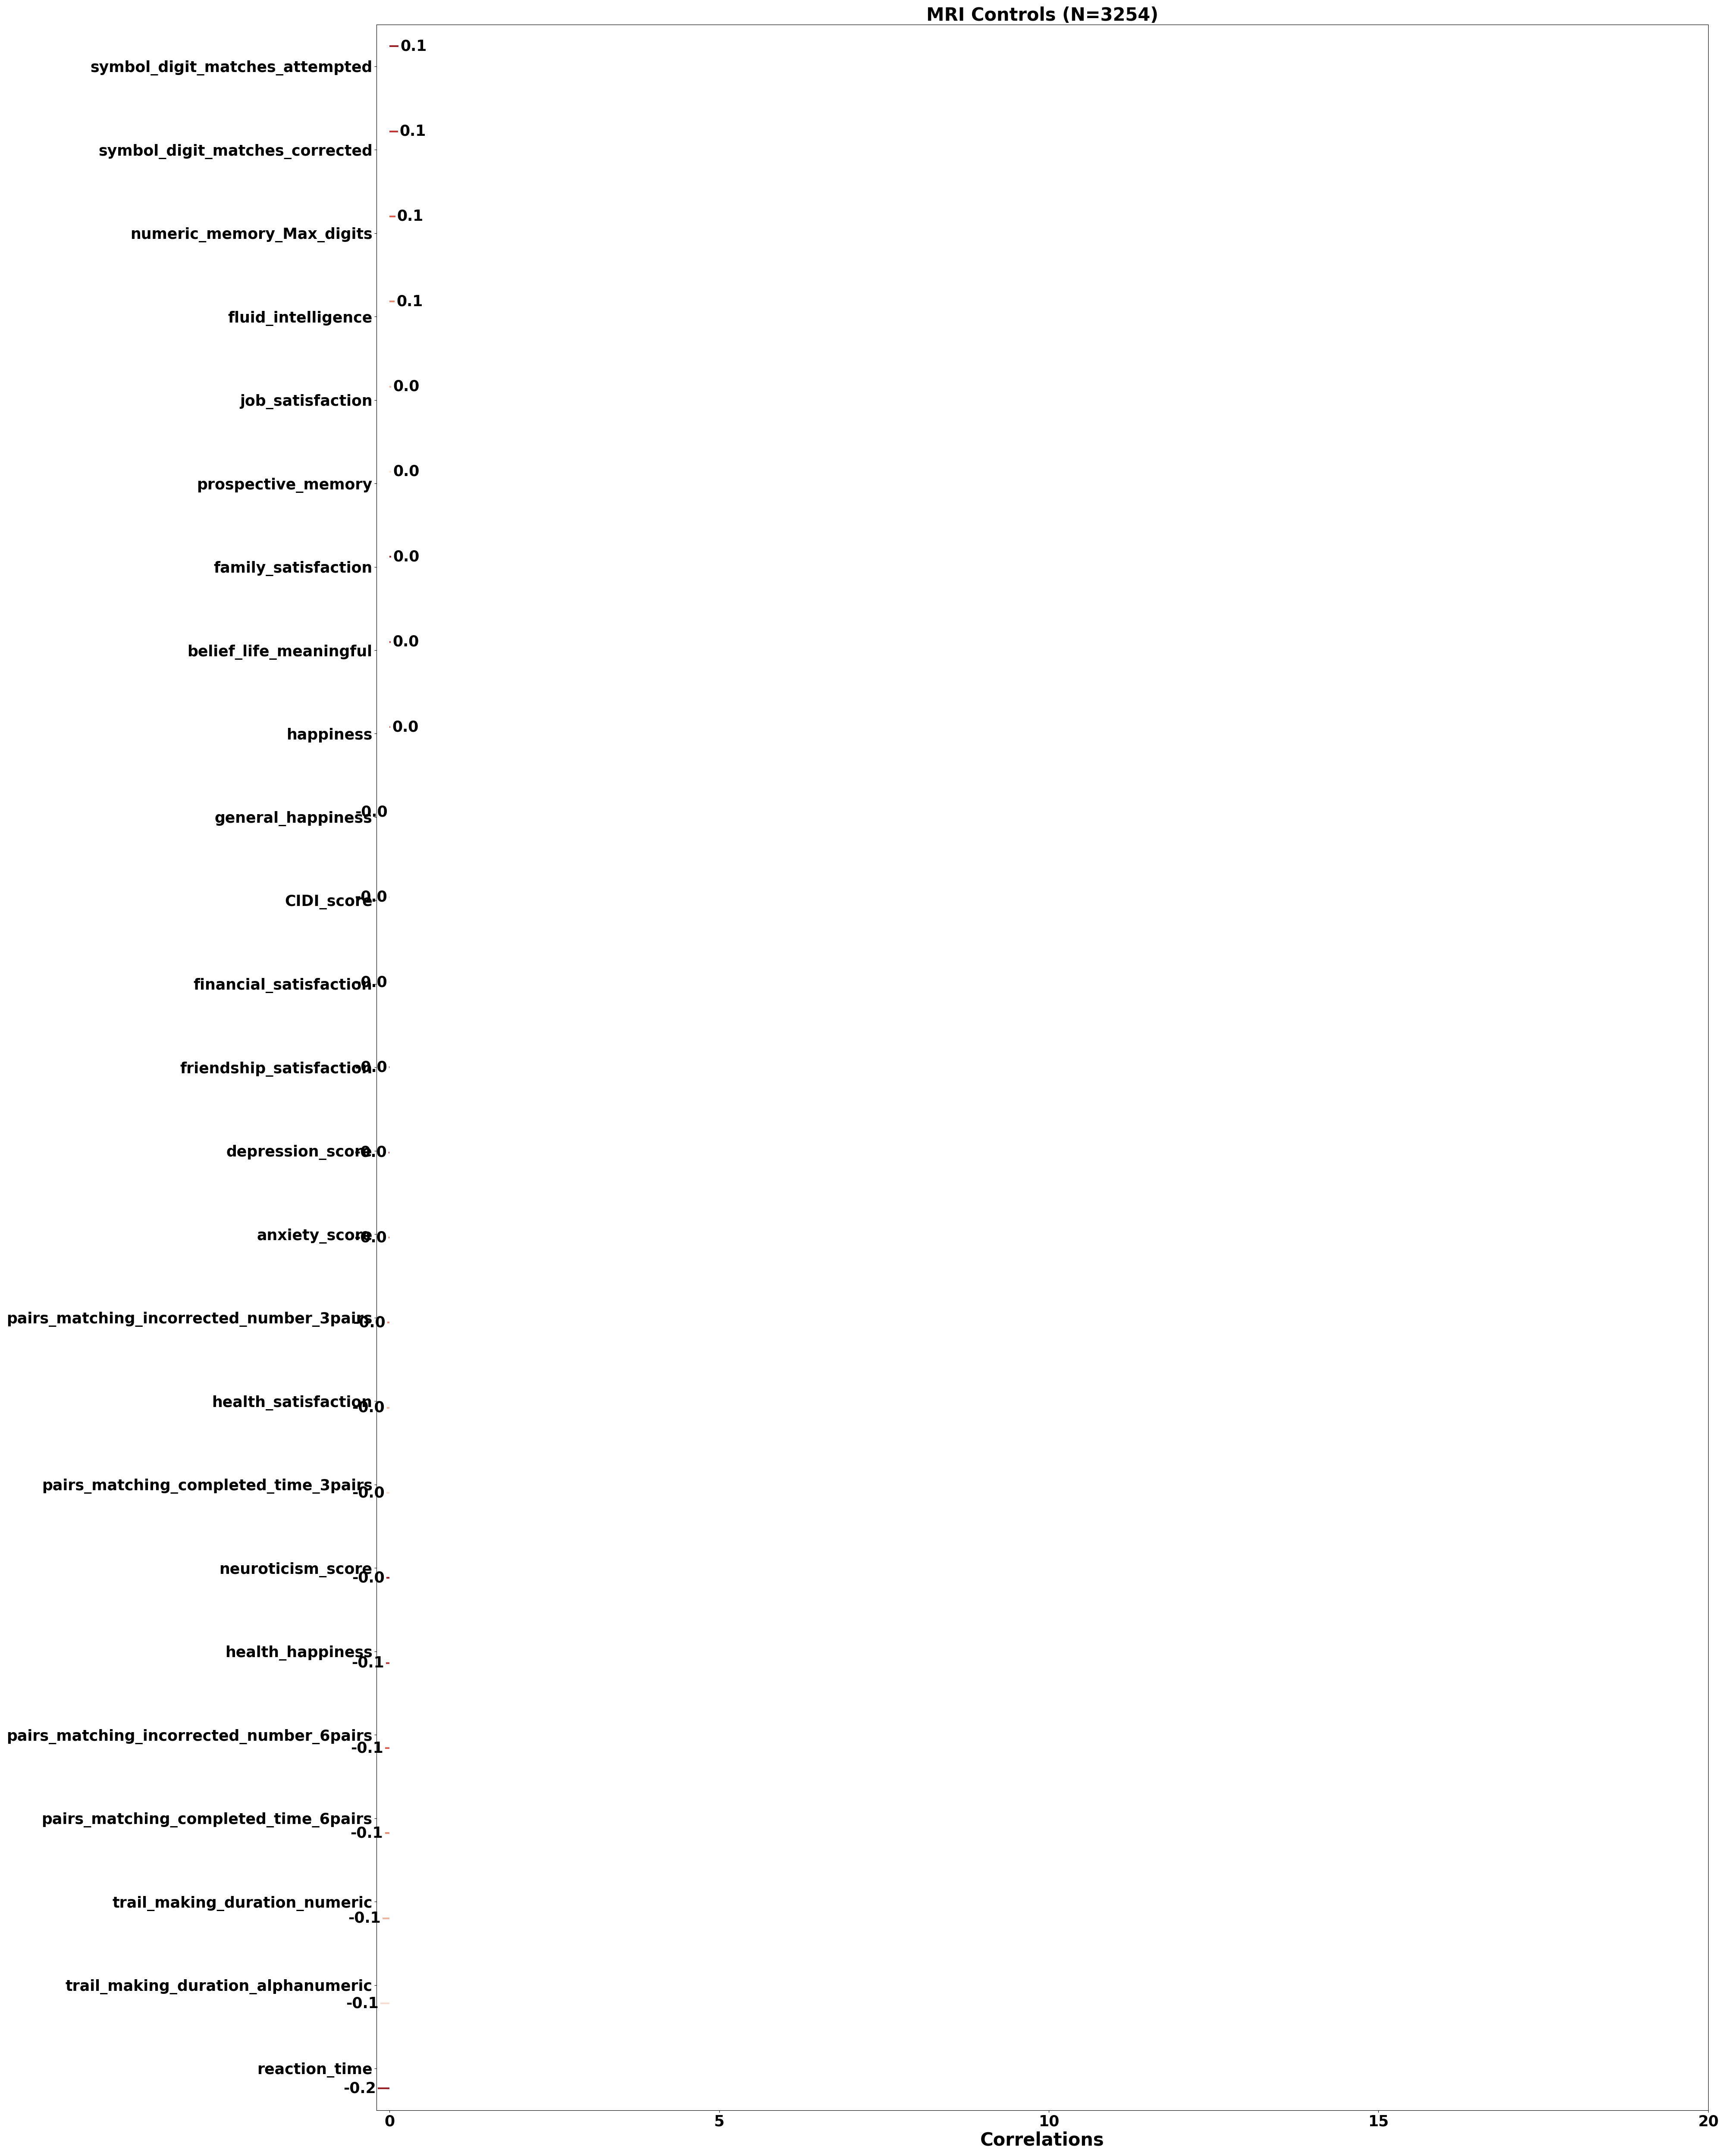 MRI Controls (N=3254)
symbol_digit_matches_attempted 0.1
symbol_digit_matches_corrected 0.1
numeric_memory_Max_digits 0.1
fluid_intelligence 0.1
job_satisfaction 0.0
prospective_memory 0.0
family_satisfaction 0.0
belief_life_meaningful 0.0
happiness 0.0
general_happiness -0.0
CIDI_score -0.0
financial_satisfaction -0.0
friendship_satisfaction -0.0
depression_score -0.0
anxiety_score -0.0
pairs_matching_incorrected_number_3pairs -0.0
health_satisfaction -0.0
pairs_matching_completed_time_3pairs -0.0
neuroticism_score -0.0
health_happiness -0.1
pairs_matching_incorrected_number_6pairs -0.1
pairs_matching_completed_time_6pairs -0.1
trail_making_duration_numeric -0.1
trail_making_duration_alphanumeric -0.1
reaction_time -0.2
0 5 10 15 20
Correlations